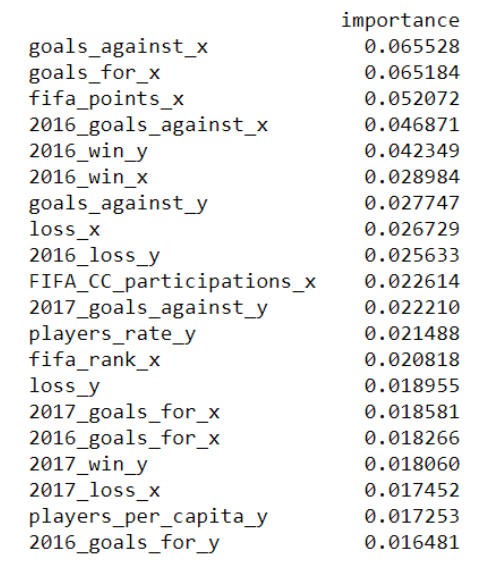 importance
goals_against_x 0.065528
goals_for_x 0.065184
fifa_points_x 0.052072
2016_goals_against_x 0.046871
2016_win_y 0.042349
2016_win_x 0.028984
goals_against_y 0.027747
loss_x 0.026729
2016_loss_y 0.025633
FIFA_CC_participations_x 0.022614
2017_goals_against_y 0.022210
players_rate_y 0.021488
fifa_rank_x 0.020818
loss_y 0.018955
2017_goals_for_x 0.018581
2016_goals_for_x 0.018266
2017_win_y 0.018060
2017_loss_x 0.017452
players_per_capita_y 0.017253
2016_goals_for_y 0.016481